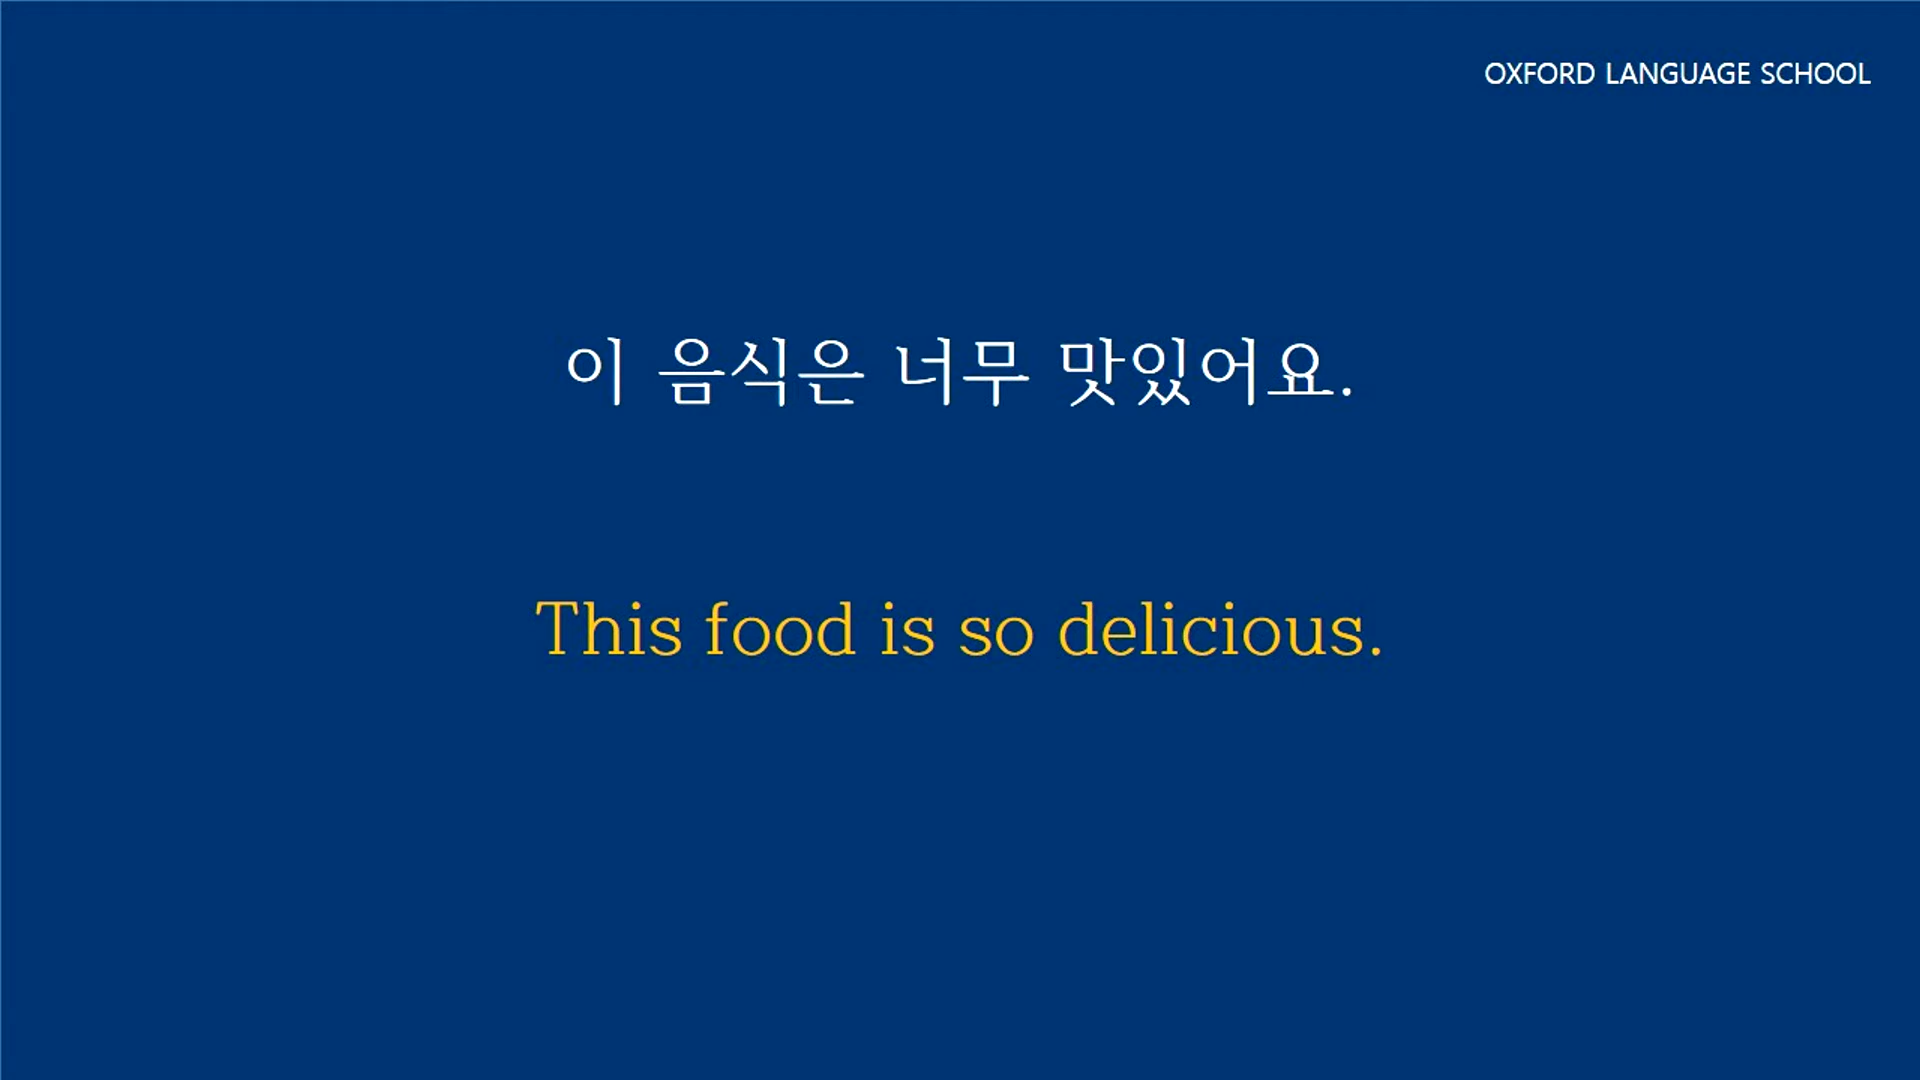 OXFORD LANGUAGE SCHOOL
이 음식은 너무 맛있어요.
This food is so delicious.